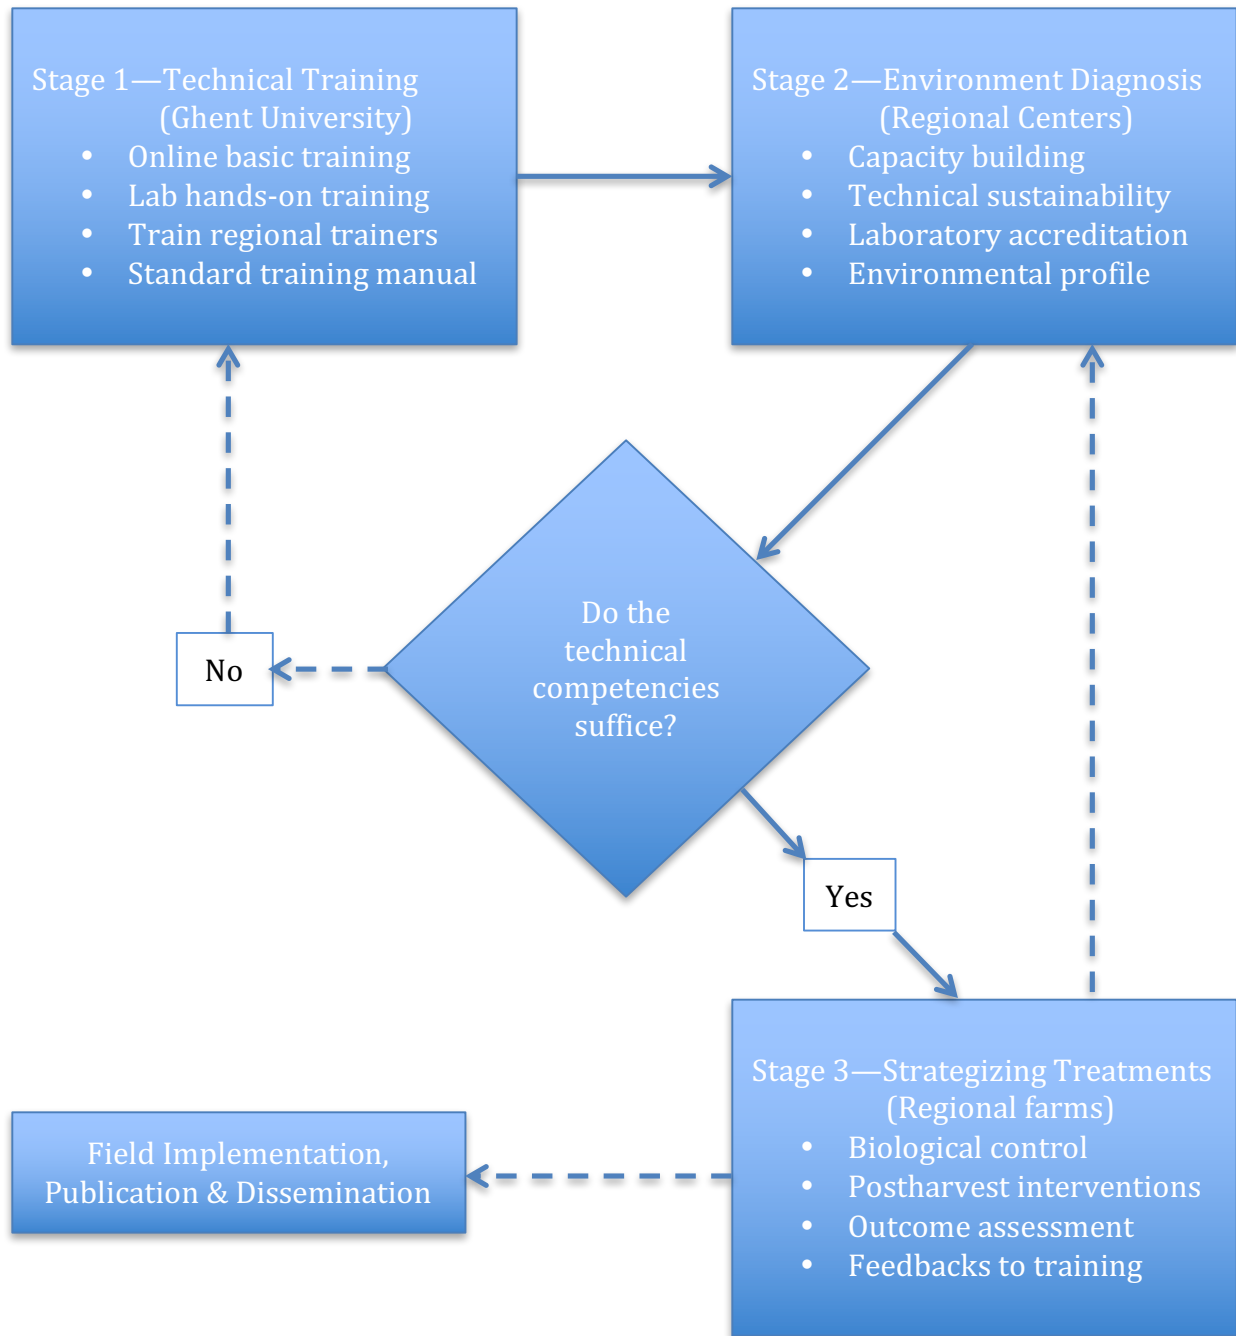 Stage 1—Technical Training
(Ghent University)
• Online basic training
• Lab hands-on training
• Train regional trainers
• Standard training manual
Stage 2—Environment Diagnosis
(Regional Centers)
• Capacity building
• Technical sustainability
• Laboratory accreditation
• Environmental profile
Do the
technical
competencies
suffice?
No
Yes
Stage 3—Strategizing Treatments
(Regional farms)
• Biological control
• Postharvest interventions
• Outcome assessment
• Feedbacks to training
Field Implementation,
Publication & Dissemination